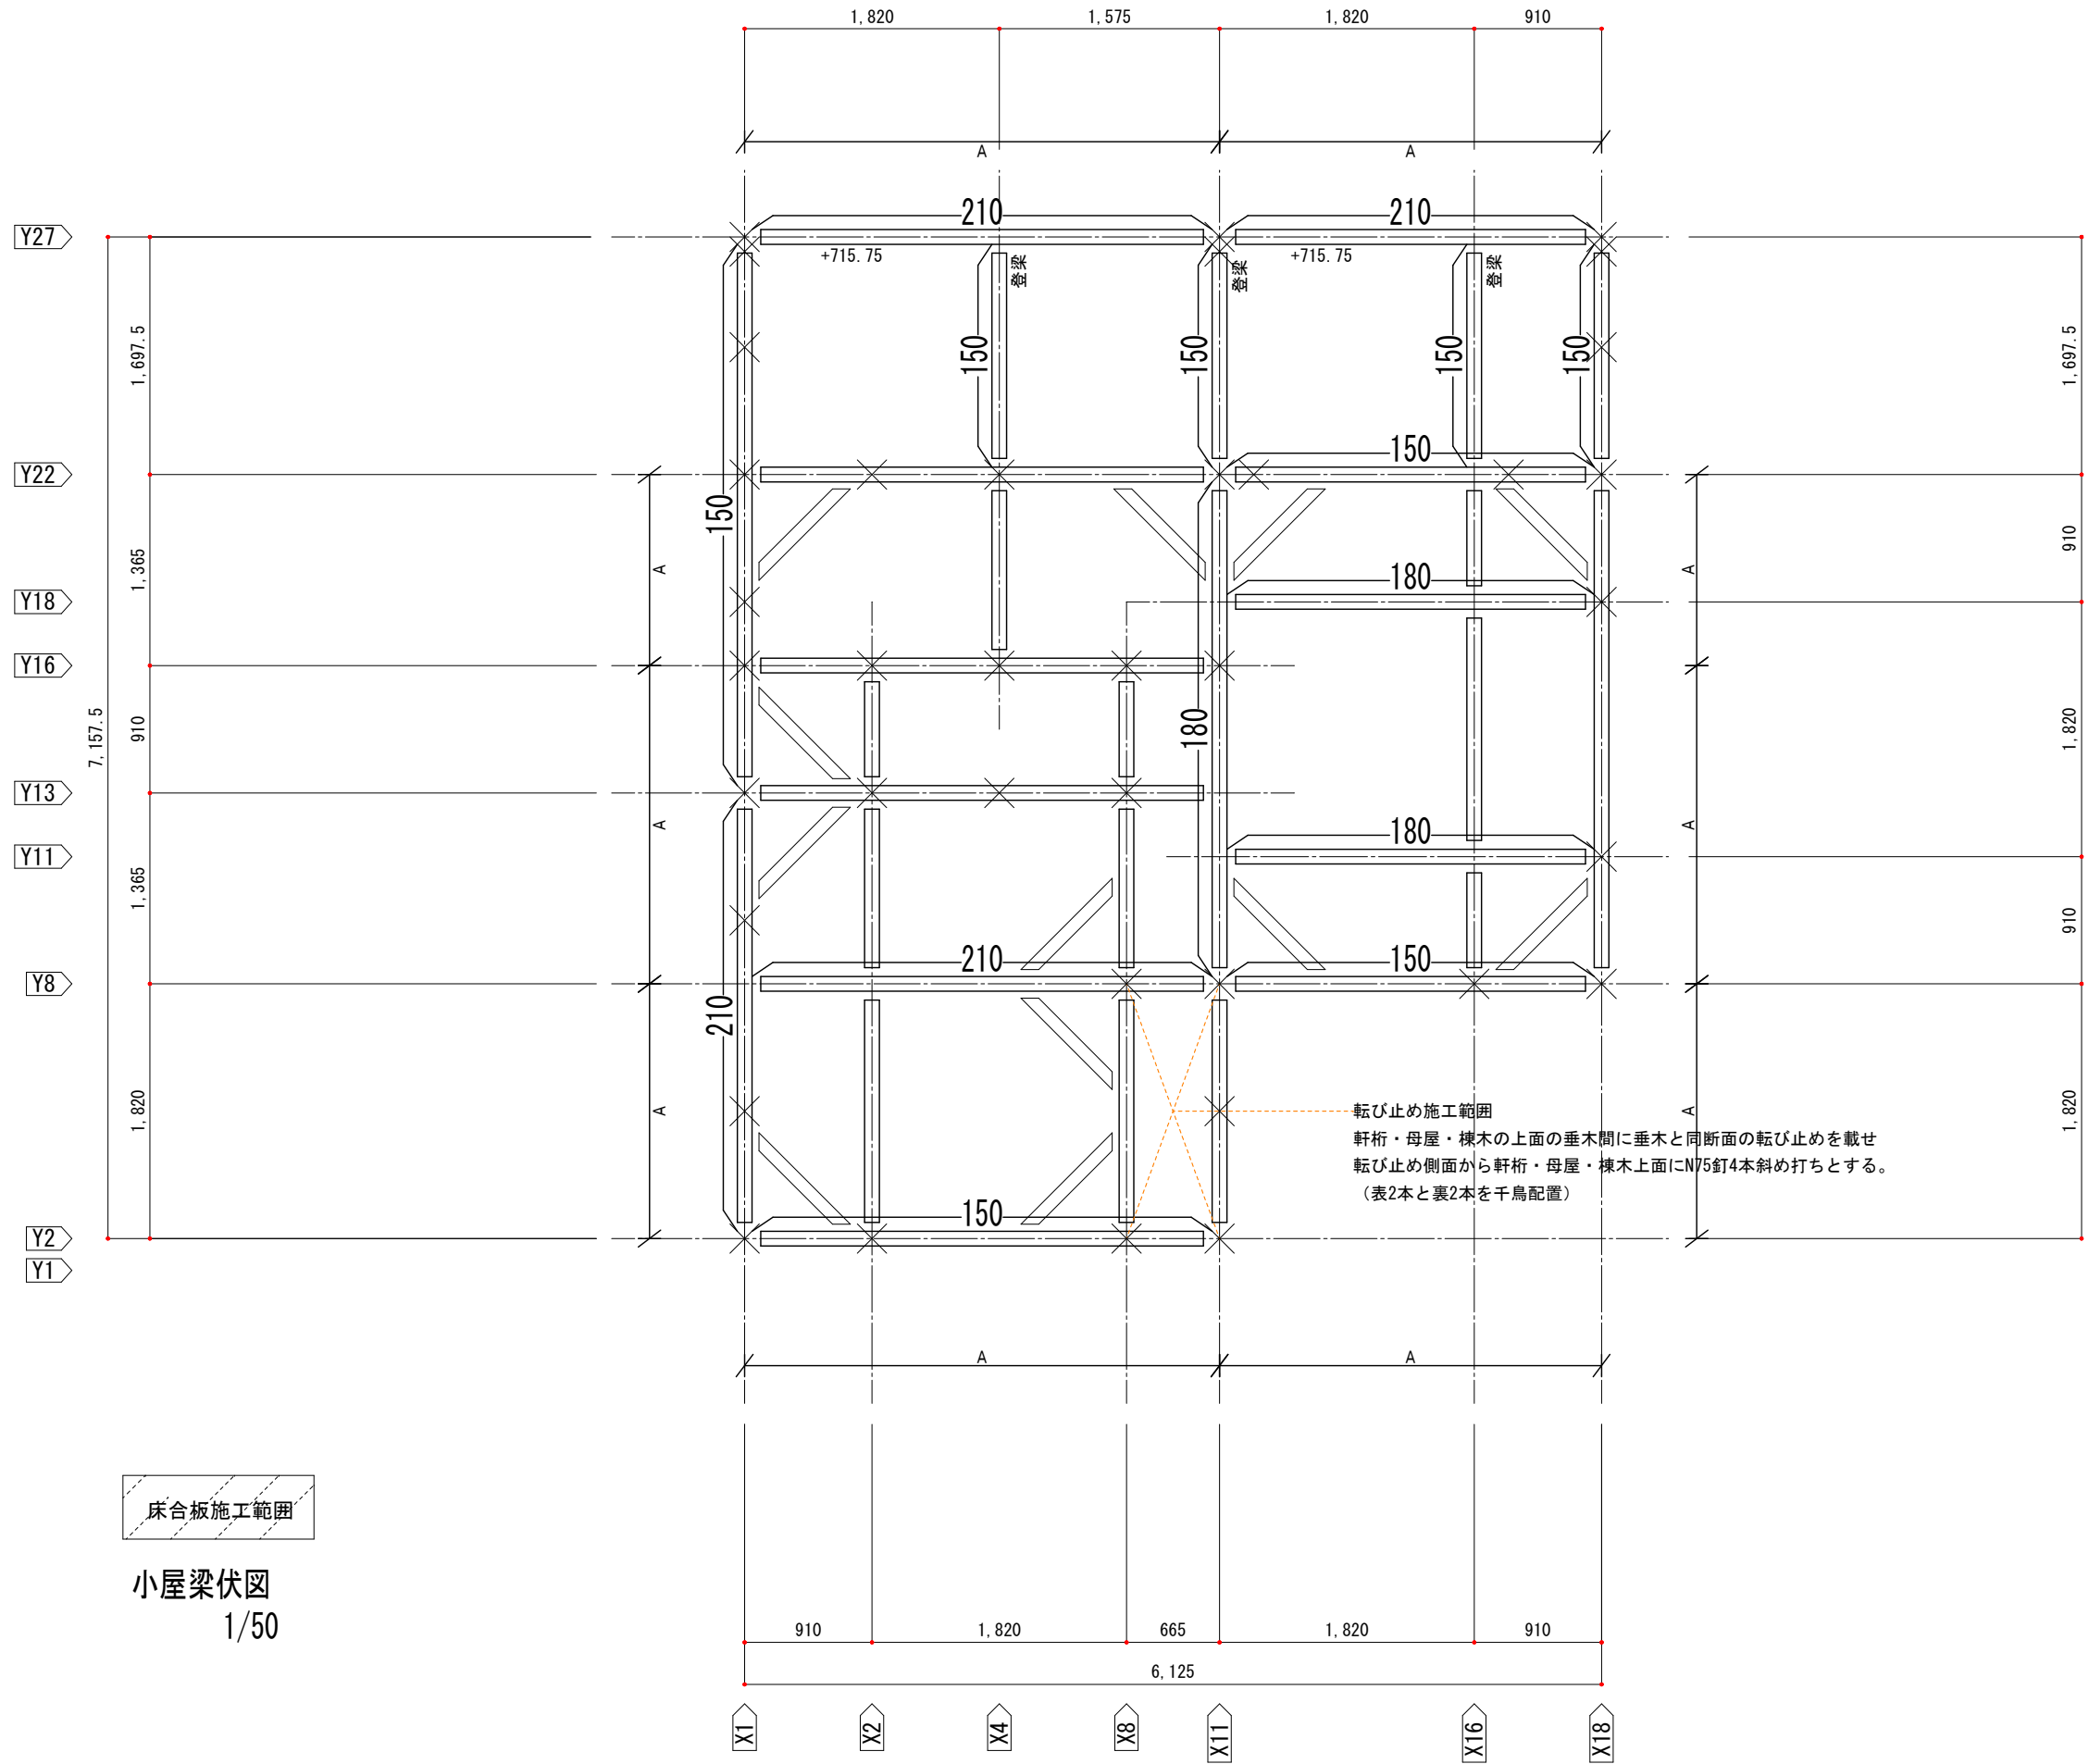 1,820 1,575 1,820 910
A A
Y27 210 210
+715.75 登梁 登梁 +715.75 登梁
1,697.5 150 150 150 150 1,697.5
Y22 150
150
1,365 A 180 A 910
Y18
Y16
7,157.5 910 180 1,820
Y13
A A
Y11 180
1,365 910
Y8 210 150
210
1,820 A A 1,820
転び止め施工範囲
軒桁・母屋・棟木の上面の垂木間に垂木と同断面の転び止めを載せ
転び止め側面から軒桁・母屋・棟木上面にN75釘4本斜め打ちとする。
（表2本と裏2本を千鳥配置）
Y2 150
Y1
A A
床合板施工範囲
小屋梁伏図
1/50
910 1,820 665 1,820 910
6,125
X1 X2 X4 X8 X11 X16 X18